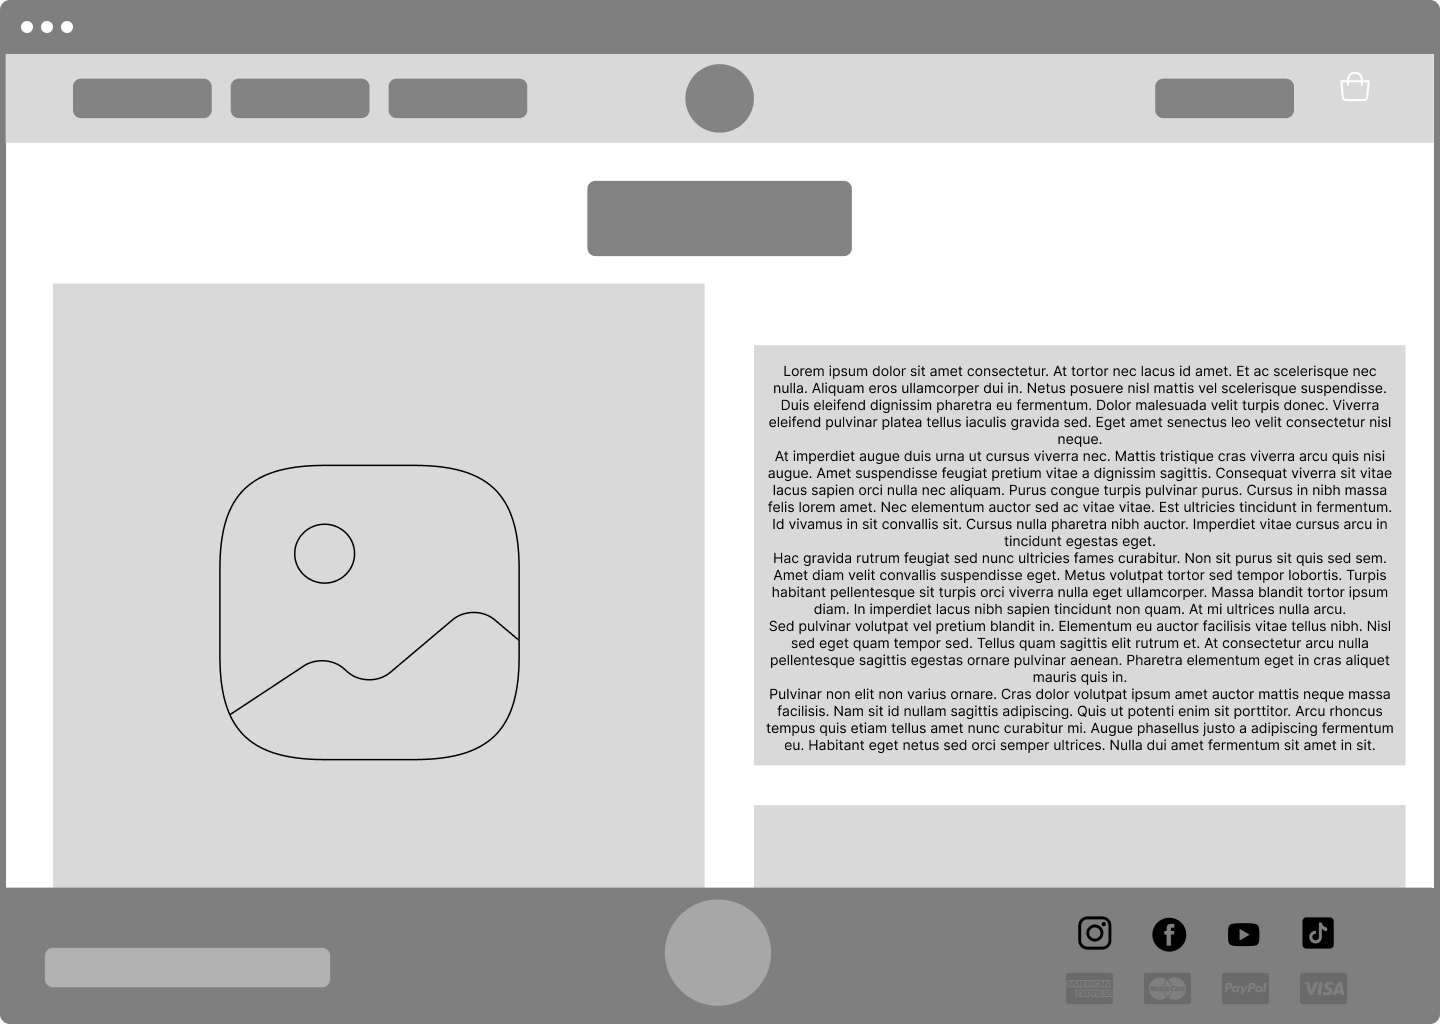 Lorem ipsum dolor sit amet consectetur. At tortor nec lacus id amet. Et ac scelerisque nec
nulla. Aliquam eros ullamcorper dui in. Netus posuere nisl mattis vel scelerisque suspendisse.
Duis eleifend dignissim pharetra eu fermentum. Dolor malesuada velit turpis donec. Viverra
eleifend pulvinar platea tellus iaculis gravida sed. Eget amet senectus leo velit consectetur nisl
neque.
At imperdiet augue duis urna ut cursus viverra nec. Mattis tristique cras viverra arcu quis nisi
augue. Amet suspendisse feugiat pretium vitae a dignissim sagittis. Consequat viverra sit vitae
lacus sapien orci nulla nec aliquam. Purus congue turpis pulvinar purus. Cursus in nibh massa
felis lorem amet. Nec elementum auctor sed ac vitae vitae. Est ultricies tincidunt in fermentum.
Id vivamus in sit convallis sit. Cursus nulla pharetra nibh auctor. Imperdiet vitae cursus arcu in
tincidunt egestas eget.
Hac gravida rutrum feugiat sed nunc ultricies fames curabitur. Non sit purus sit quis sed sem.
Amet diam velit convallis suspendisse eget. Metus volutpat tortor sed tempor lobortis. Turpis
habitant pellentesque sit turpis orci viverra nulla eget ullamcorper. Massa blandit tortor ipsum
diam. In imperdiet lacus nibh sapien tincidunt non quam. At mi ultrices nulla arcu.
Sed pulvinar volutpat vel pretium blandit in. Elementum eu auctor facilisis vitae tellus nibh. Nisl
sed eget quam tempor sed. Tellus quam sagittis elit rutrum et. At consectetur arcu nulla
pellentesque sagittis egestas ornare pulvinar aenean. Pharetra elementum eget in cras aliquet
mauris quis in.
Pulvinar non elit non varius ornare. Cras dolor volutpat ipsum amet auctor mattis neque massa
facilisis. Nam sit id nullam sagittis adipiscing. Quis ut potenti enim sit porttitor. Arcu rhoncus
tempus quis etiam tellus amet nunc curabitur mi. Augue phasellus justo a adipiscing fermentum
eu. Habitant eget netus sed orci semper ultrices. Nulla dui amet fermentum sit amet in sit.
AMERICAN
EXPRESS
MasterCard
PayPal
VISA